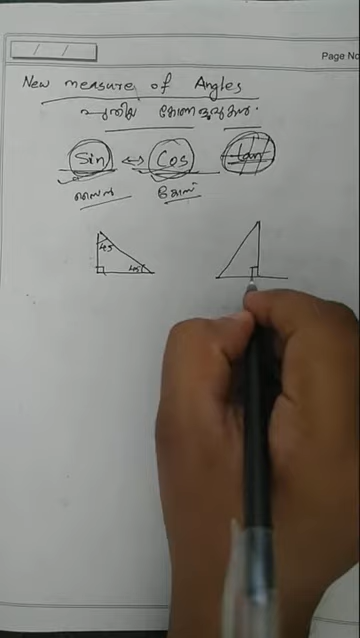 Page No
New measure of Angles
പുതിയ കോണളവുകൾ.
Sin ⇔ Cos tan
സൈൻ കോസ്
45
45